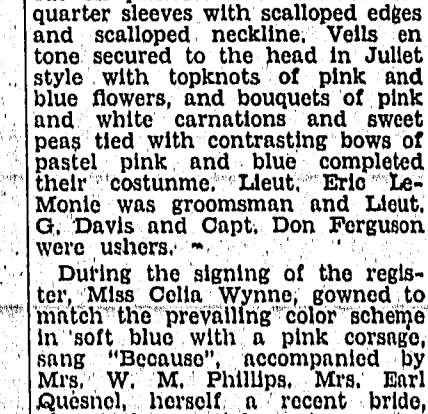 quarter sleeves with scalloped edges
and scalloped neckline. Veils en
tone secured to the head in Juliet
style with topknots of pink and
blue flowers, and bouquets of pink
and white carnations and sweet
peas tied with contrasting bows of
pastel pink and blue completed
their costunme. Lieut. Eric Le-
Monie was groomsman and Lieut.
G. Davis and Capt. Don Ferguson
were ushers.
During the signing of the regis-
ter, Miss Celia Wynne, gowned to
match the prevailing color scheme
in soft blue with a pink corsage,
sang "Because", accompanied by
Mrs. W. M. Phillips. Mrs. Earl
Quesnel, herself a recent bride,